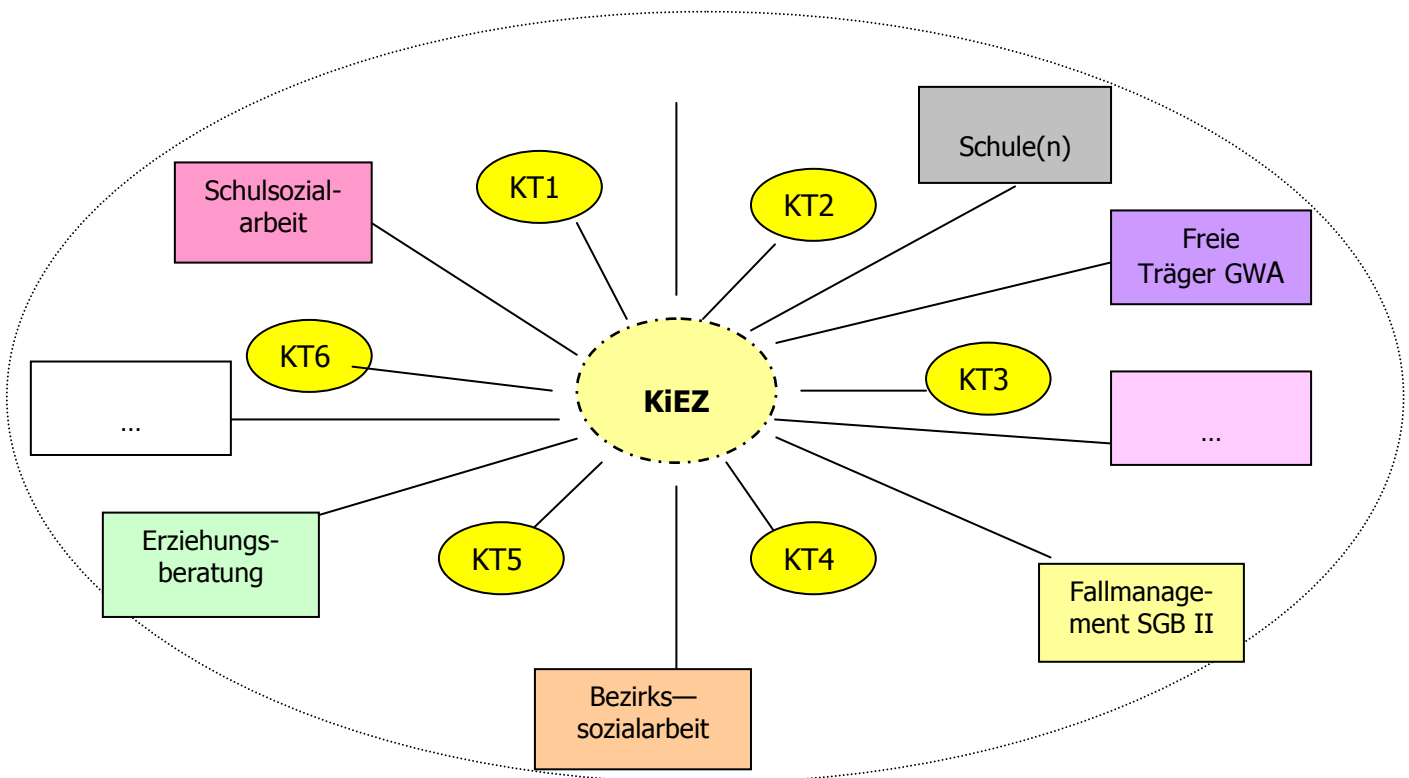 Schule(n)
Schulsozial-
arbeit
KT1
KT2
Freie
Träger GWA
KT6
KiEZ
KT3
...
...
Erziehungs-
beratung
KT5
KT4
Fallmanage-
ment SGB II
Bezirks—
sozialarbeit